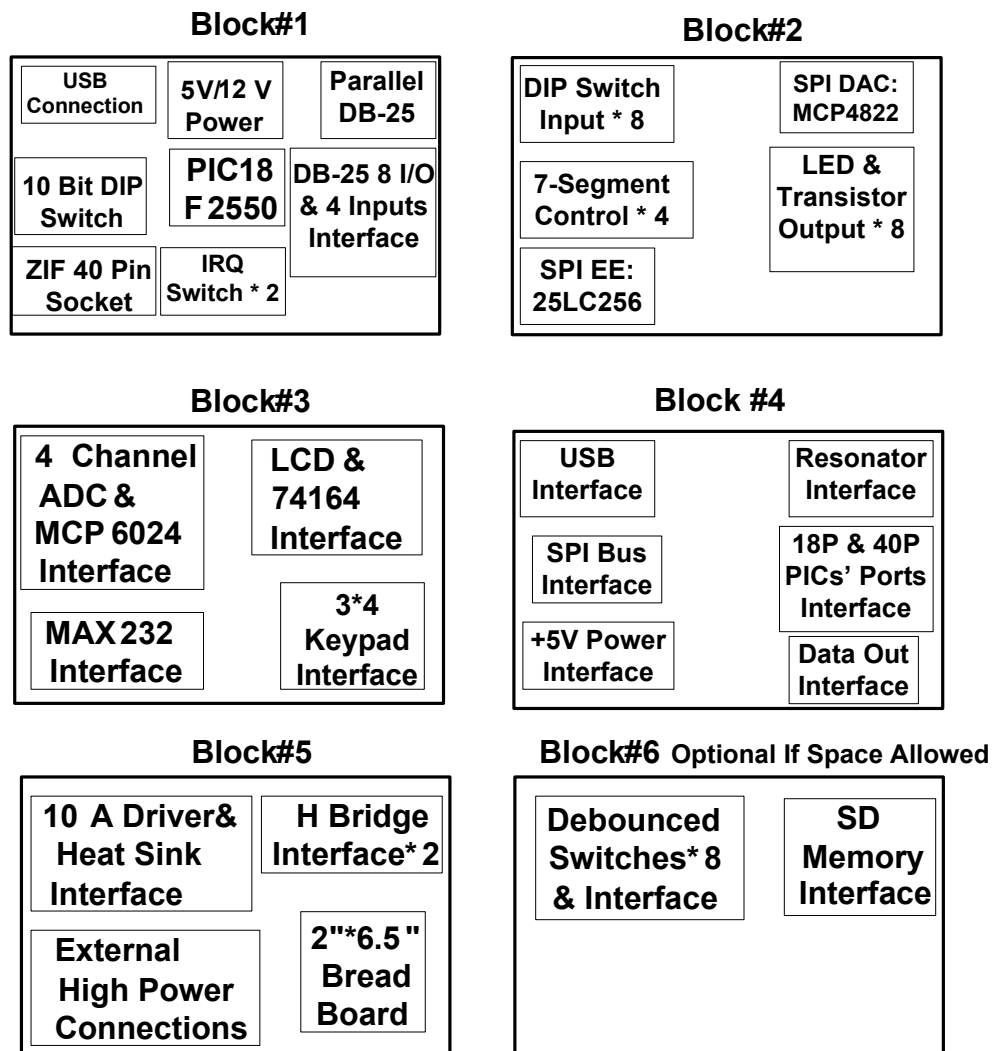 Block#1
USB
Connection
5V/12 V
Power
Parallel
DB-25
10 Bit DIP
Switch
PIC18
F 2550
DB-25 8 I/O
& 4 Inputs
Interface
ZIF 40 Pin
Socket
IRQ
Switch * 2
Block#2
DIP Switch
Input * 8
SPI DAC:
MCP4822
7-Segment
Control * 4
LED &
Transistor
Output * 8
SPI EE:
25LC256
Block#3
4 Channel
ADC &
MCP 6024
Interface
LCD &
74164
Interface
MAX 232
Interface
3*4
Keypad
Interface
Block #4
USB
Interface
Resonator
Interface
SPI Bus
Interface
18P & 40P
PICs' Ports
Interface
+5V Power
Interface
Data Out
Interface
Block#5
10 A Driver&
Heat Sink
Interface
H Bridge
Interface* 2
External
High Power
Connections
2"*6.5 "
Bread
Board
Block#6 Optional If Space Allowed
Debounced
Switches* 8
& Interface
SD
Memory
Interface